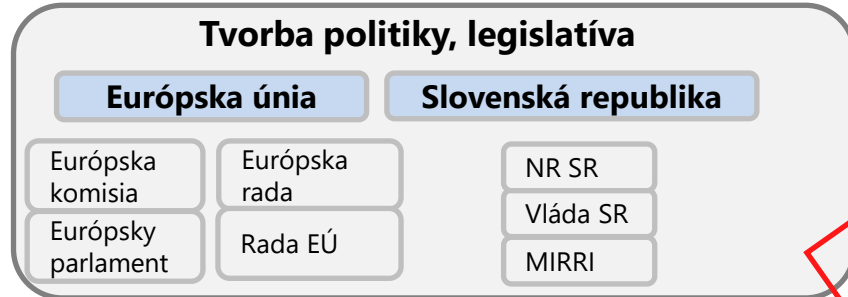 Tvorba politiky, legislatíva
Európska únia
Slovenská republika
Európska
komisia
Európska
rada
Európsky
parlament
Rada EÚ
NR SR
Vláda SR
MIRRI